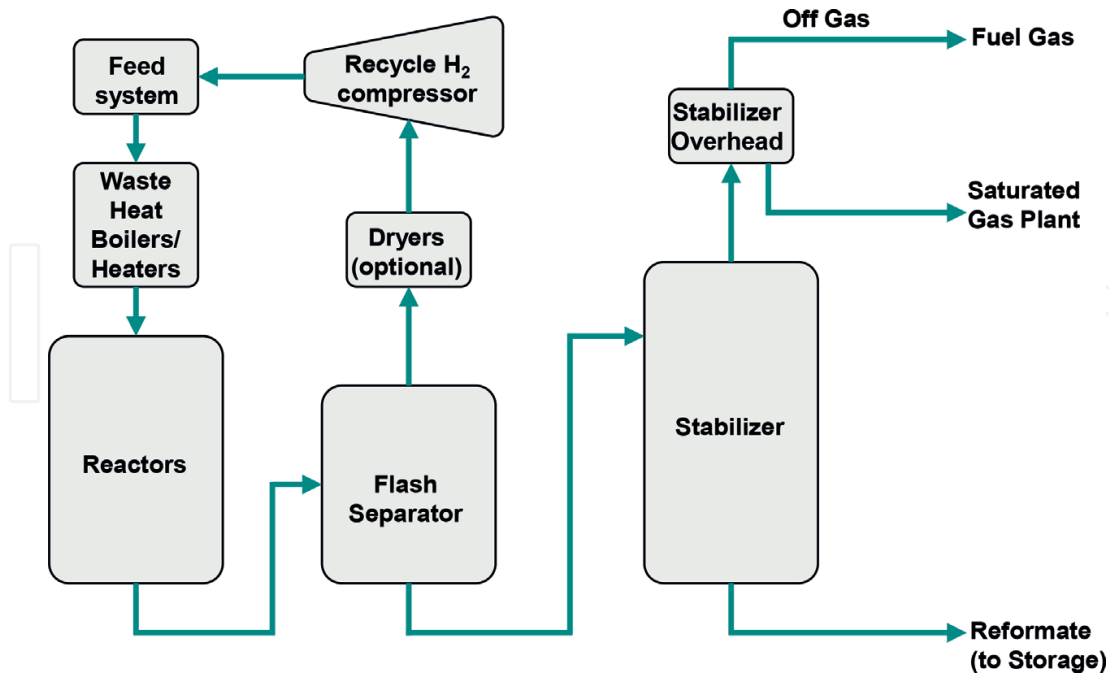 Off Gas
Fuel Gas
Feed
system
Recycle H₂
compressor
Stabilizer
Overhead
Waste
Heat
Boilers/
Heaters
Saturated
Gas Plant
Dryers
(optional)
Reactors
Flash
Separator
Stabilizer
Reformate
(to Storage)